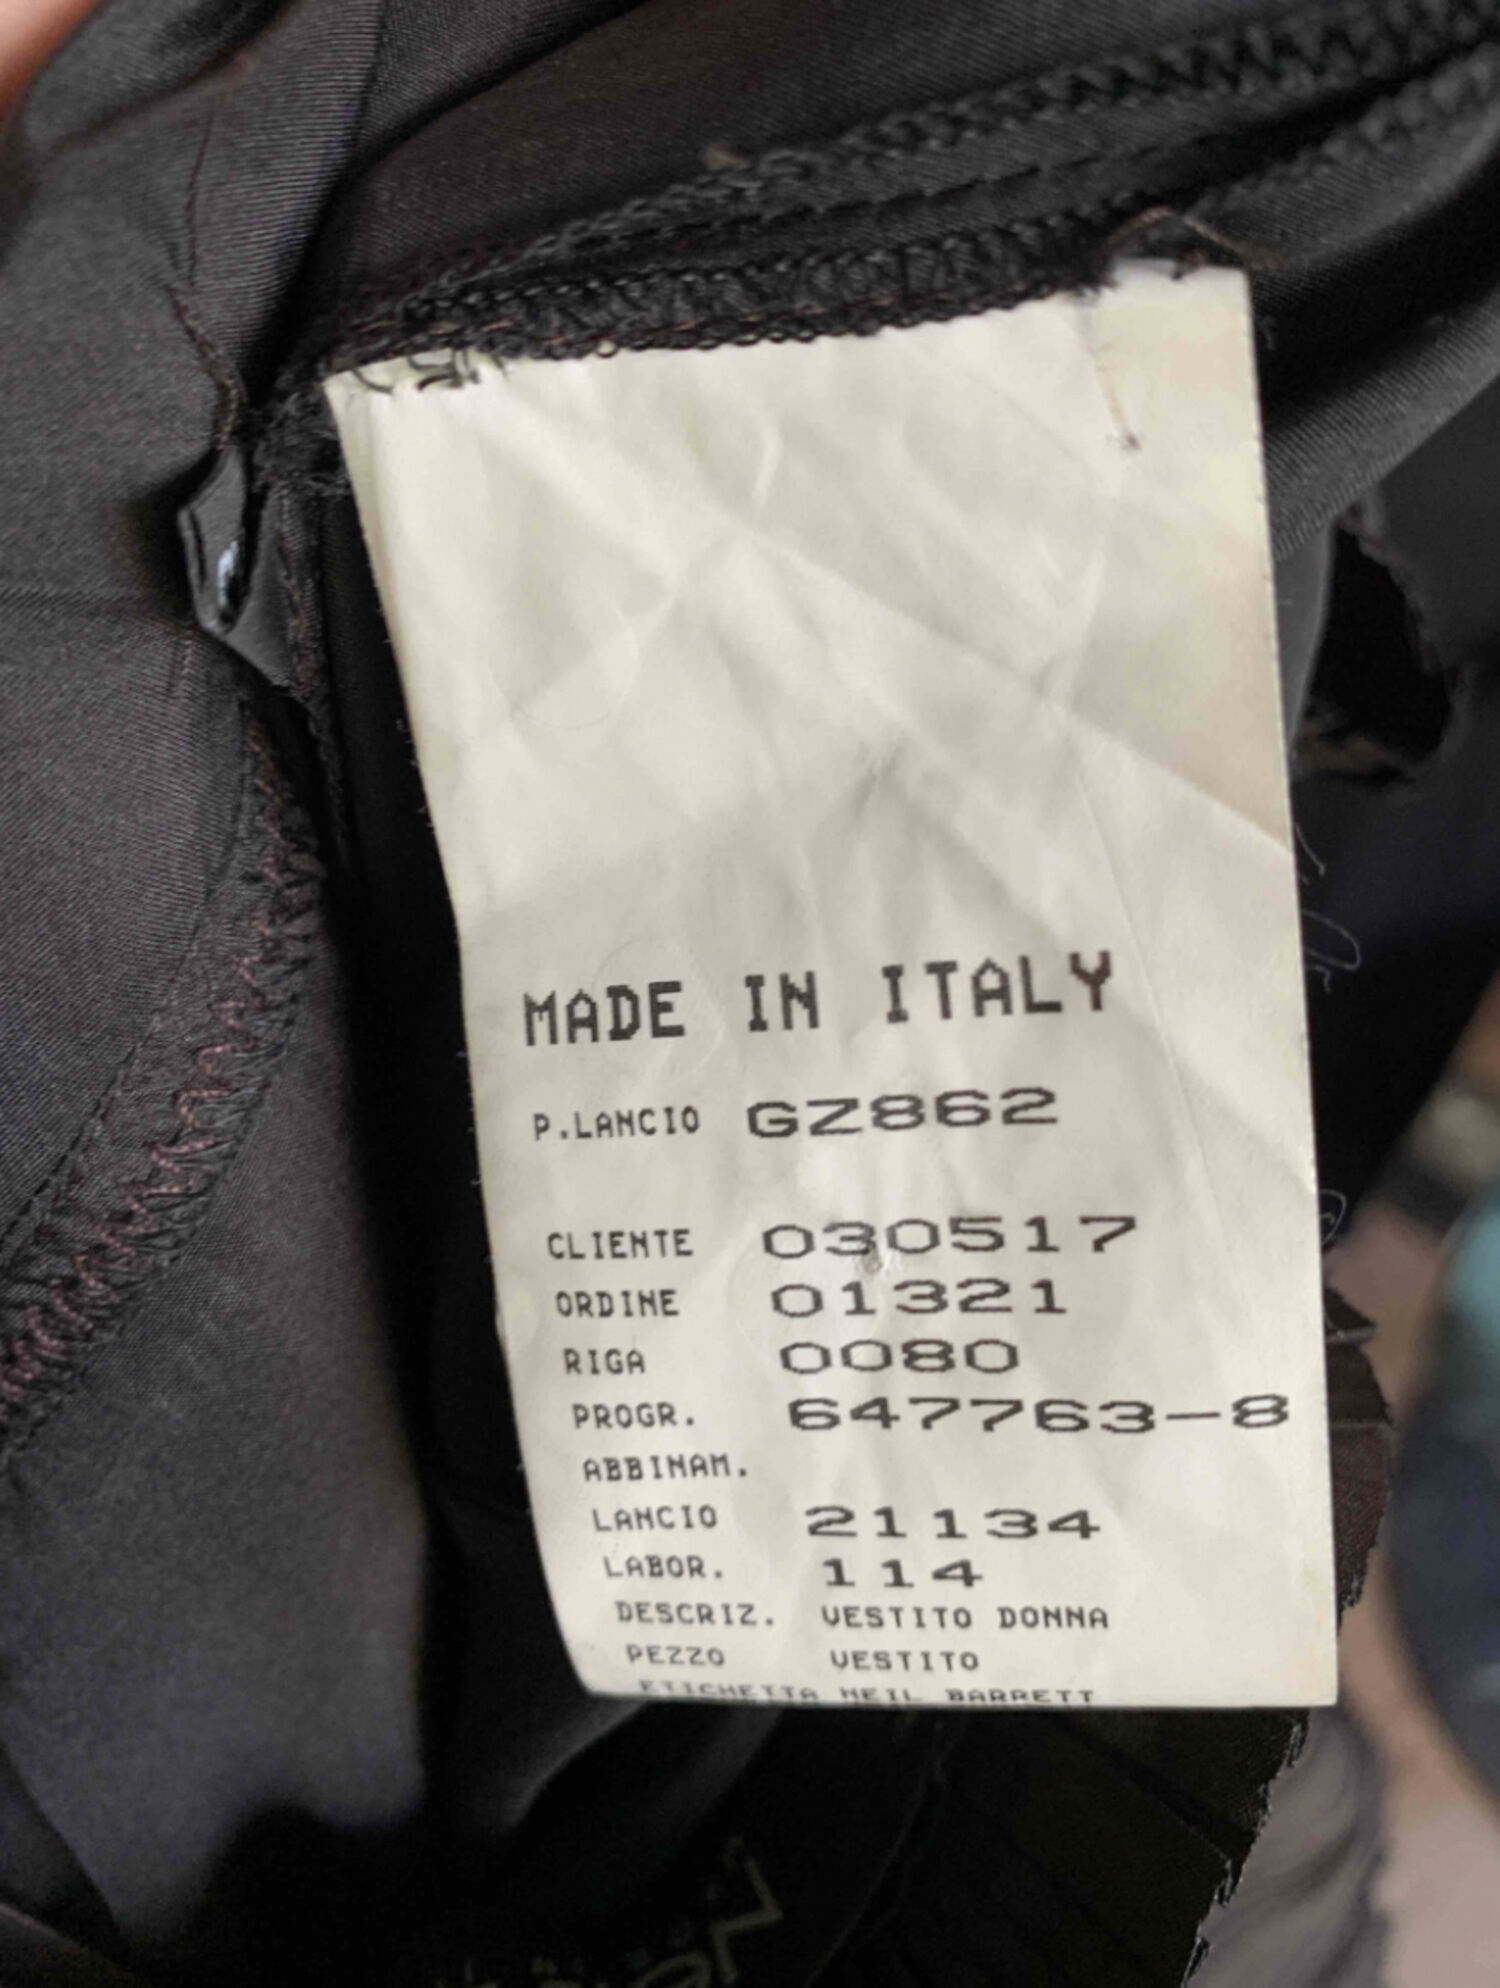 MADE IN ITALY
P.LANCIO GZ862
CLIENTE 030517
ORDINE 01321
RIGA 0080
PROGR. 647763-8
ABBINAM.
LANCIO 21134
LABOR. 114
DESCRIZ. VESTITO DONNA
PEZZO VESTITO
ETICHETTA NEIL BARRETT